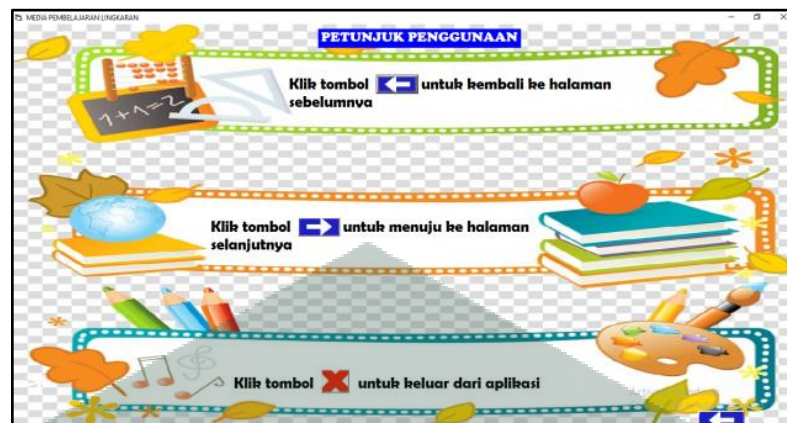 MEDIA PEMBELAJARAN LINGKARAN
PETUNJUK PENGGUNAAN
Klik tombol untuk kembali ke halaman
sebelumnya
1+1=2
Klik tombol untuk menuju ke halaman
selanjutnya
Klik tombol untuk keluar dari aplikasi